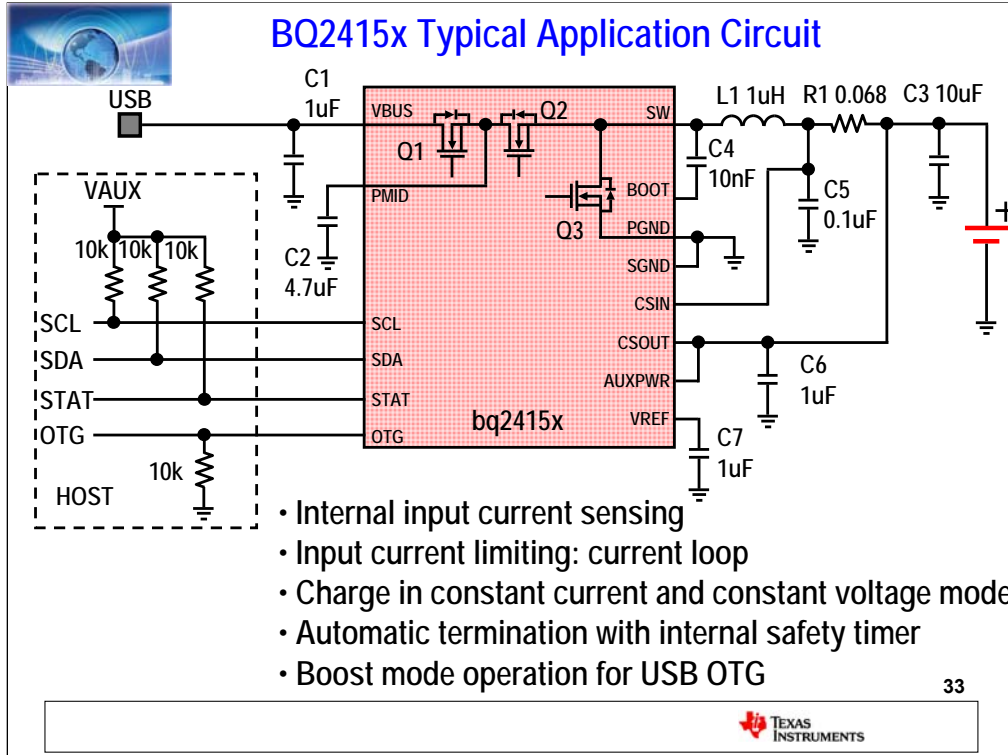 BQ2415x Typical Application Circuit
USB
C1
1uF
VBUS
Q1
Q2
SW
L1 1uH
R1 0.068
C3 10uF
PMID
C2
4.7uF
Q3
BOOT
C4
10nF
C5
0.1uF
+
PGND
SGND
CSIN
CSOUT
AUXPWR
VREF
C6
1uF
C7
1uF
VAUX
10k 10k 10k
SCL
SCL
SDA
SDA
STAT
STAT
OTG
OTG
bq2415x
10k
HOST
• Internal input current sensing
• Input current limiting: current loop
• Charge in constant current and constant voltage mode
• Automatic termination with internal safety timer
• Boost mode operation for USB OTG
33
TEXAS
INSTRUMENTS